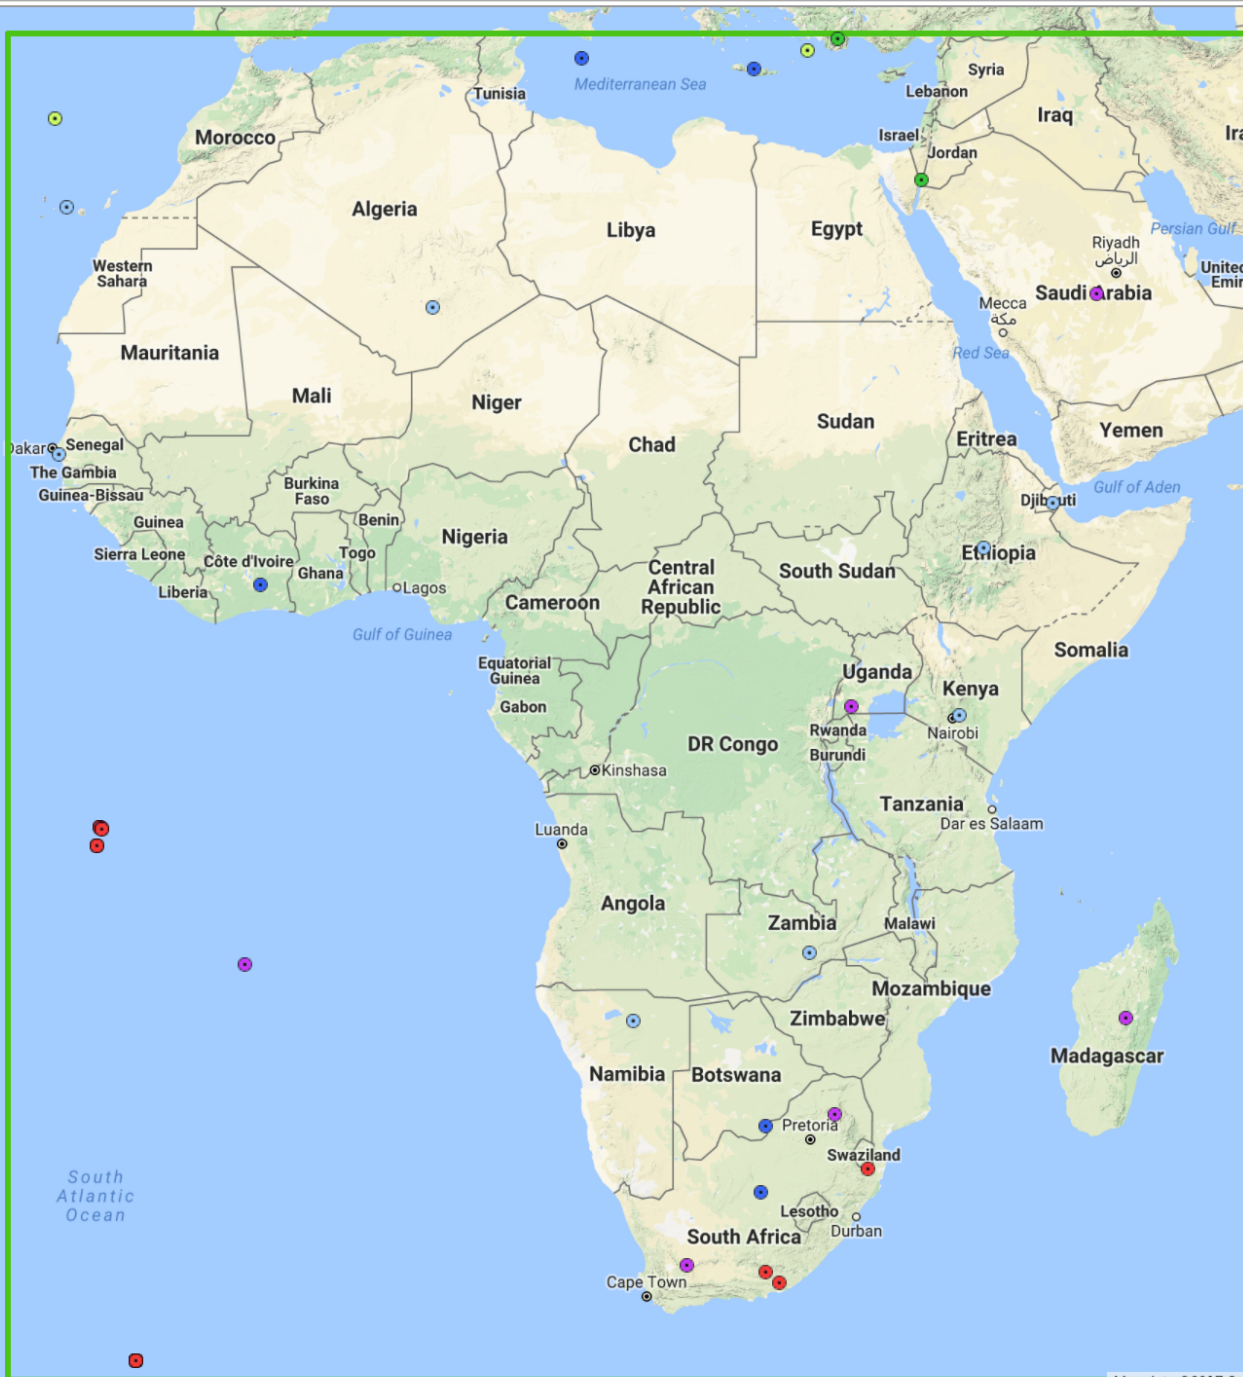 Syria
Mediterranean Sea
Tunisia
Lebanon
Iraq
Morocco
Israel
Jordan
Algeria
Libya
Egypt
Persian Gulf
Riyadh
الرياض
Western
Sahara
United
Saudi Arabia
Mecca
مكة
Mauritania
Red Sea
Mali
Niger
Sudan
Chad
Eritrea
Yemen
Dakar
Senegal
The Gambia
Guinea-Bissau
Burkina
Faso
Gulf of Aden
Djibouti
Guinea
Benin
Nigeria
Sierra Leone
Côte d'Ivoire
Togo
Ghana
Ethiopia
Central
African
Republic
South Sudan
Liberia
Lagos
Cameroon
Gulf of Guinea
Somalia
Equatorial
Guinea
Uganda
Kenya
Gabon
Rwanda
Nairobi
DR Congo
Burundi
Kinshasa
Tanzania
Dar es Salaam
Luanda
Angola
Zambia
Malawi
Mozambique
Zimbabwe
Madagascar
Namibia
Botswana
Pretoria
Swaziland
South
Atlantic
Ocean
Lesotho
Durban
South Africa
Cape Town